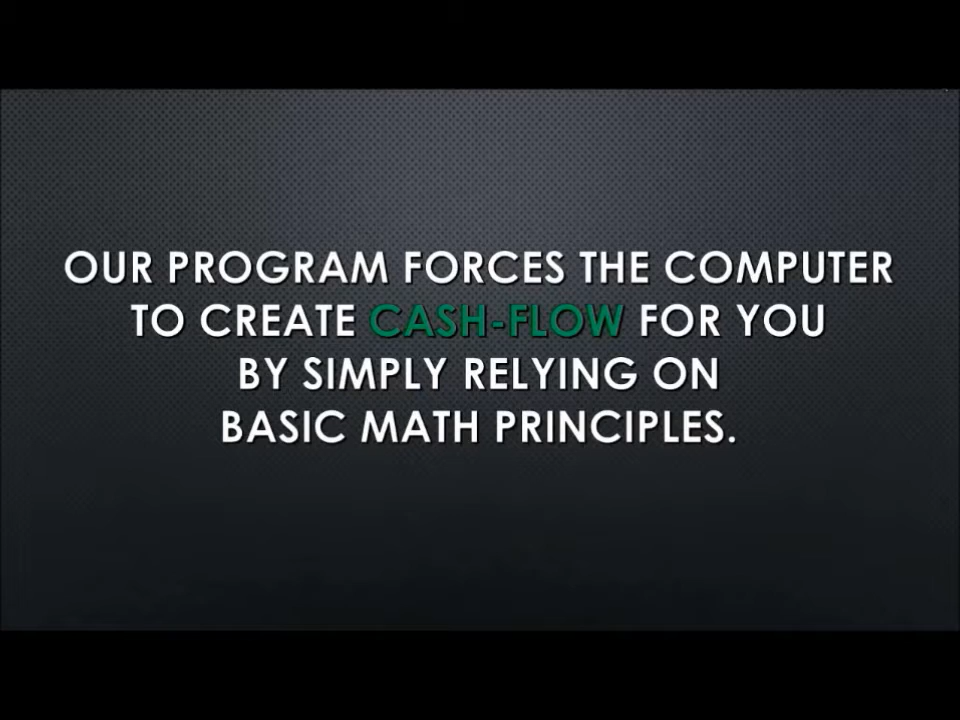 OUR PROGRAM FORCES THE COMPUTER
TO CREATE CASH-FLOW FOR YOU
BY SIMPLY RELYING ON
BASIC MATH PRINCIPLES.